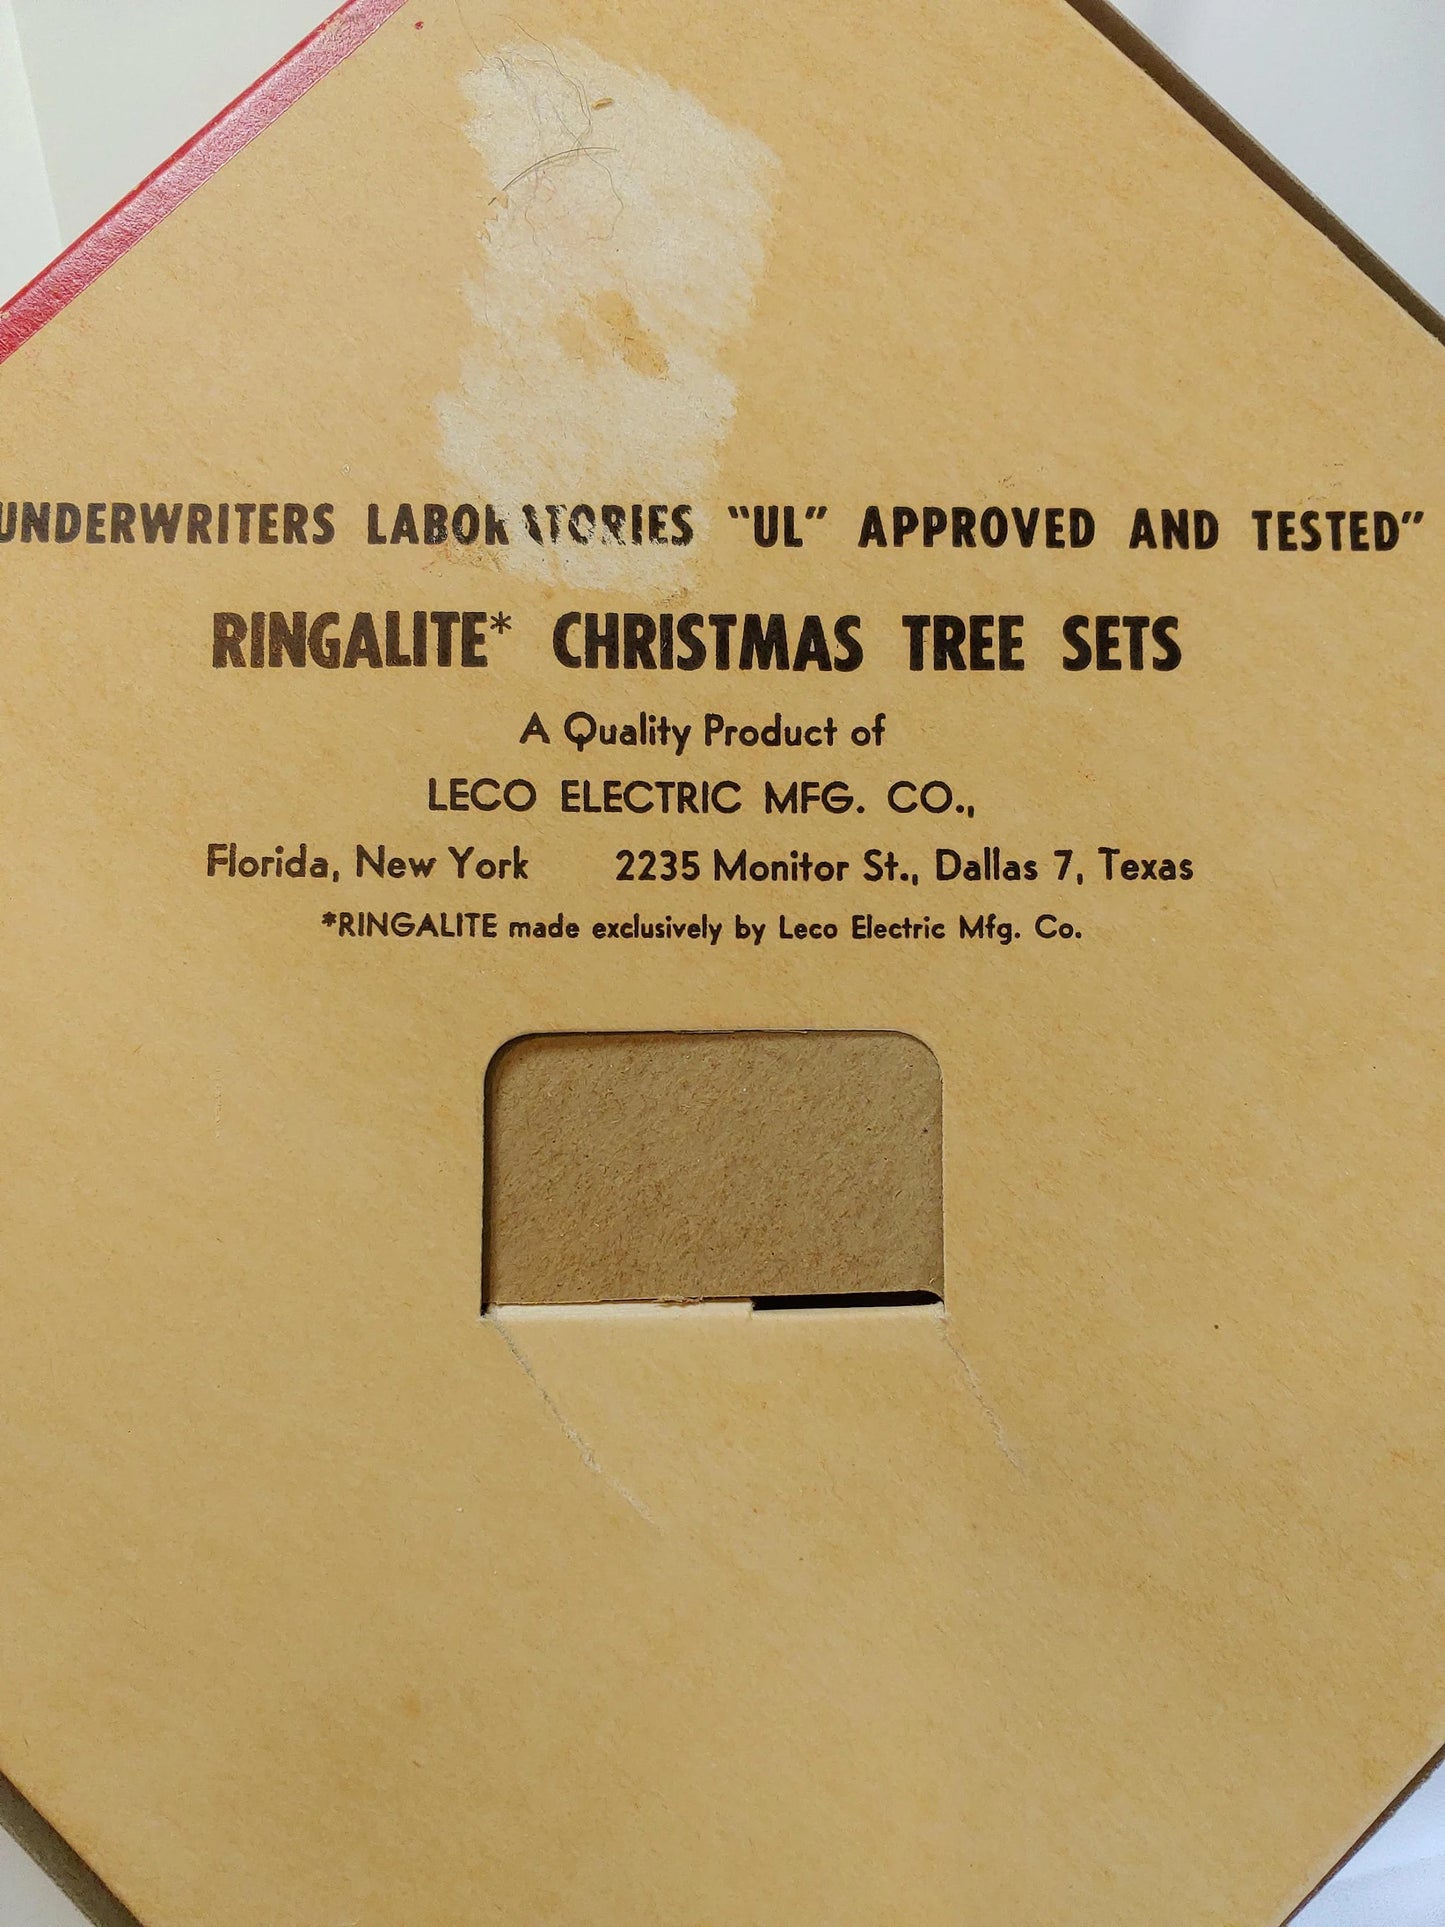 UNDERWRITERS LABORATORIES "UL" APPROVED AND TESTED"
RINGALITE* CHRISTMAS TREE SETS
A Quality Product of
LECO ELECTRIC MFG. CO.,
Florida, New York 2235 Monitor St., Dallas 7, Texas
*RINGALITE made exclusively by Leco Electric Mfg. Co.